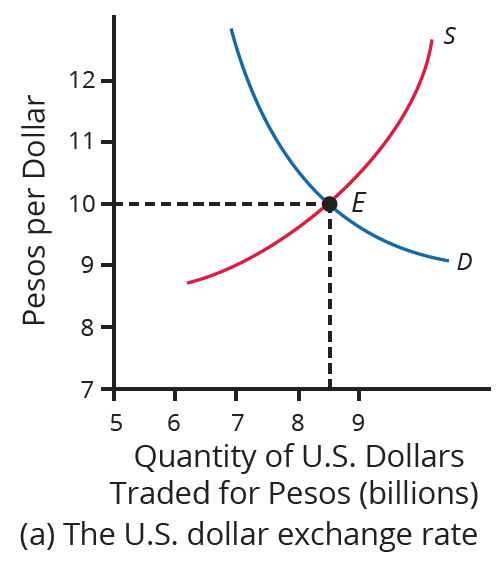 S
12
11
10
E
9
D
8
7
5 6 7 8 9
Pesos per Dollar
Quantity of U.S. Dollars
Traded for Pesos (billions)
(a) The U.S. dollar exchange rate